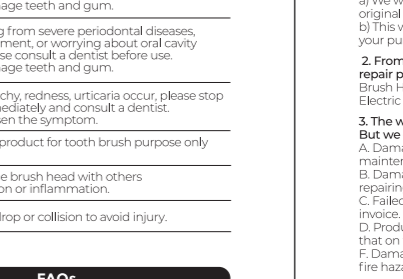 age teeth and gum.
g from severe periodontal diseases,
ment, or worrying about oral cavity
se consult a dentist before use.
age teeth and gum.
chy, redness, urticaria occur, please stop
ediately and consult a dentist.
sen the symptom.
product for tooth brush purpose only
e brush head with others
on or inflammation.
drop or collision to avoid injury.
FAQs
a) We w
original
b) This w
your pu
2. From
repair p
Brush H
Electric
3. The w
But we
A. Dama
mainten
B. Dama
repairin
C. Failed
invoice.
D. Produ
that on
F. Dama
fire haza